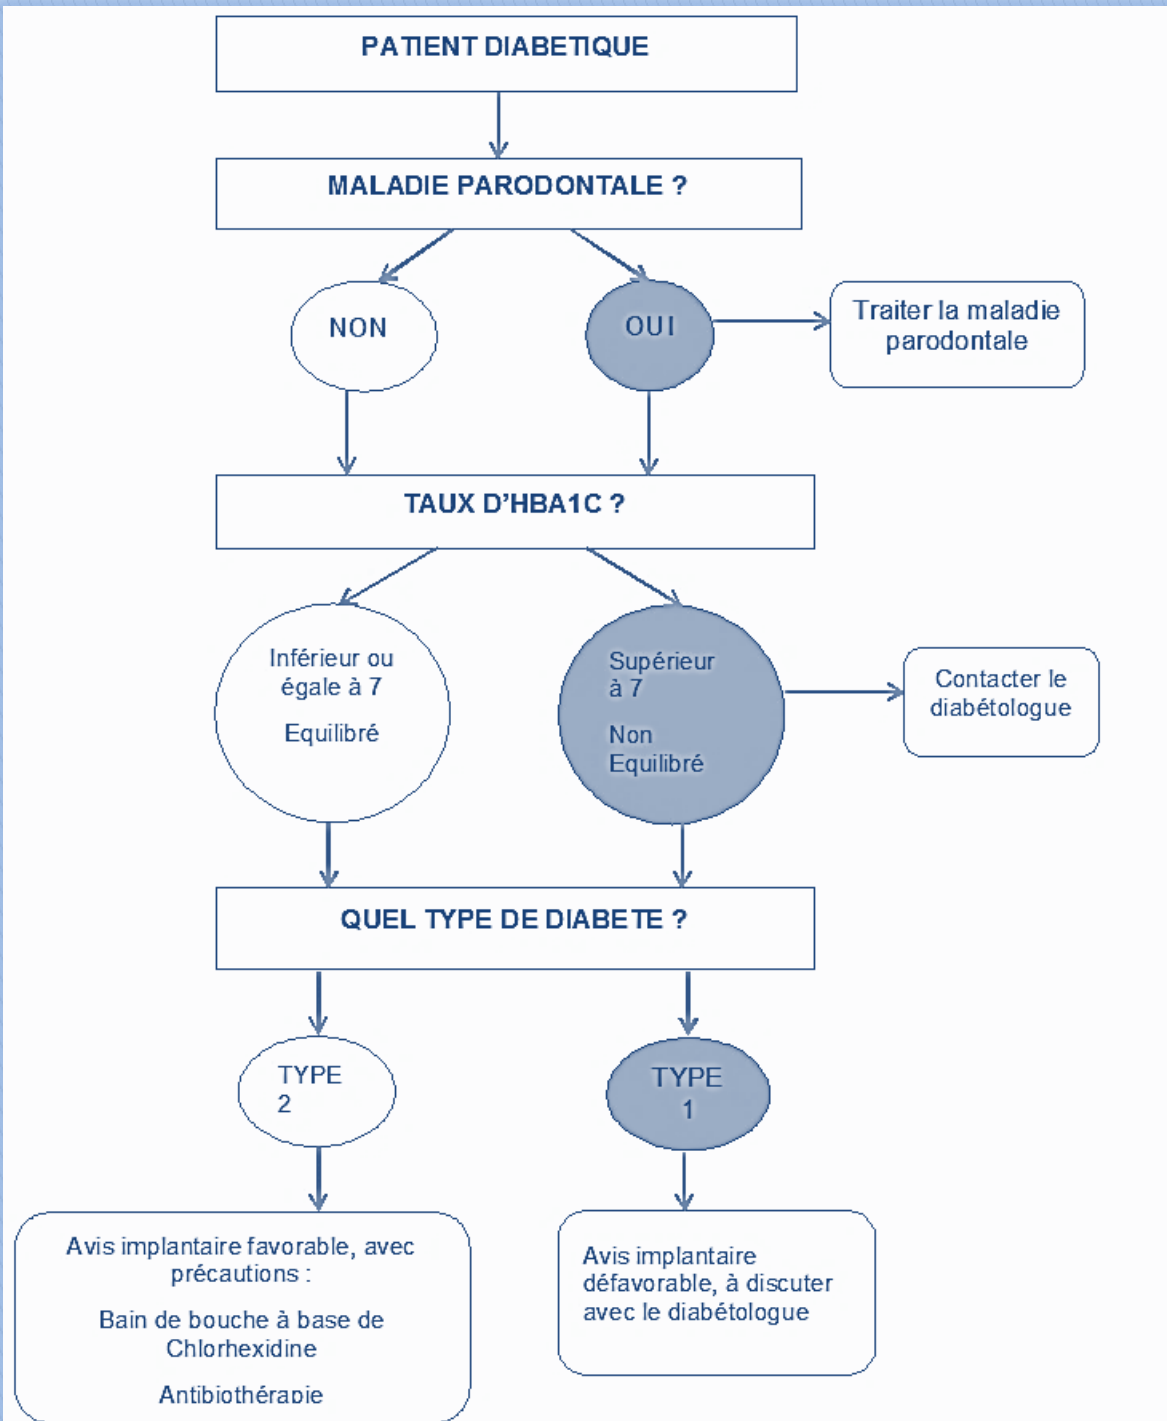 PATIENT DIABETIQUE
MALADIE PARODONTALE ?
NON
OUI
Traiter la maladie
parodontale
TAUX D'HBA1C ?
Inférieur ou
égale à 7
Equilibré
Supérieur
à 7
Non
Equilibré
Contacter le
diabétologue
QUEL TYPE DE DIABETE ?
TYPE
2
TYPE
1
Avis implantaire favorable, avec
précautions :
Bain de bouche à base de
Chlorhexidine
Antibiothérapie
Avis implantaire
défavorable, à discuter
avec le diabétologue